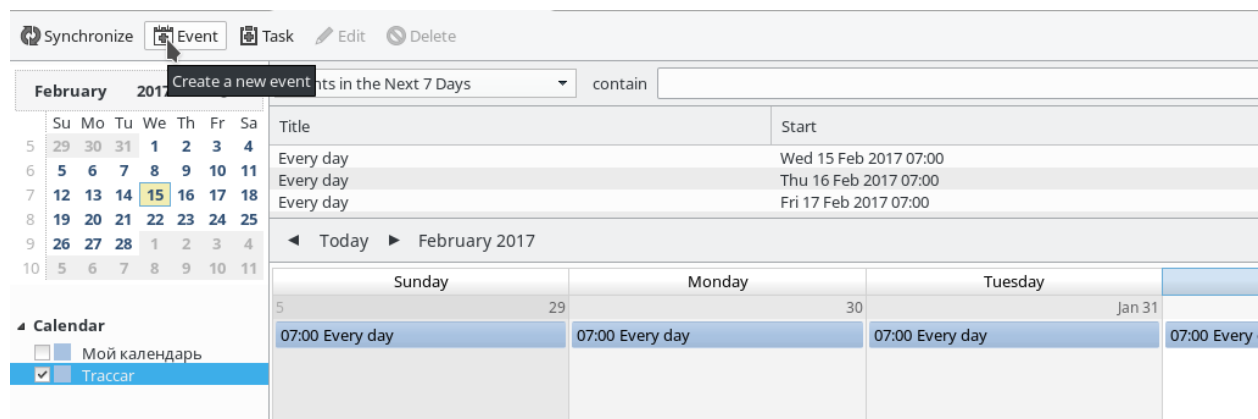 Synchronize Event Task Edit Delete
Create a new event
nts in the Next 7 Days contain
February 2017
Su Mo Tu We Th Fr Sa
5 29 30 31 1 2 3 4
6 5 6 7 8 9 10 11
7 12 13 14 15 16 17 18
8 19 20 21 22 23 24 25
9 26 27 28 1 2 3 4
10 5 6 7 8 9 10 11
Calendar
Мой календарь
Traccar
Title Start
Every day Wed 15 Feb 2017 07:00
Every day Thu 16 Feb 2017 07:00
Every day Fri 17 Feb 2017 07:00
Today February 2017
Sunday Monday Tuesday
5 29 30 Jan 31
07:00 Every day 07:00 Every day 07:00 Every day 07:00 Every